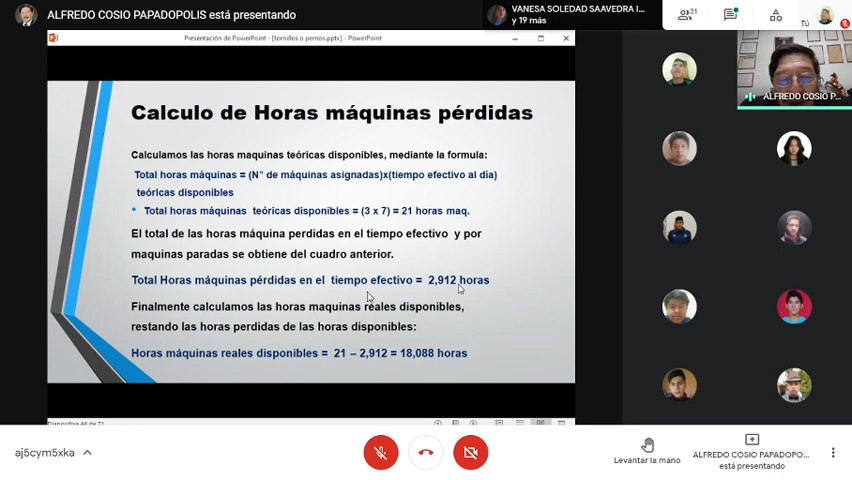 ALFREDO COSIO PAPADOPOLIS está presentando
VANESA SOLEDAD SAAVEDRA I...
y 19 más
31
Tú
Presentación de PowerPoint - [tornillos o pernos.pptx] - PowerPoint
ALFREDO COSIO P...
Calculo de Horas máquinas pérdidas
Calculamos las horas maquinas teóricas disponibles, mediante la formula:
Total horas máquinas = (N° de máquinas asignadas)x(tiempo efectivo al día)
teóricas disponibles
• Total horas máquinas teóricas disponibles = (3 x 7) = 21 horas maq.
El total de las horas máquina perdidas en el tiempo efectivo y por
maquinas paradas se obtiene del cuadro anterior.
Total Horas máquinas pérdidas en el tiempo efectivo = 2,912 horas
Finalmente calculamos las horas maquinas reales disponibles,
restando las horas perdidas de las horas disponibles:
Horas máquinas reales disponibles = 21 – 2,912 = 18,088 horas
aj5cym5xka
Levantar la mano
ALFREDO COSIO PAPADOPO...
está presentando